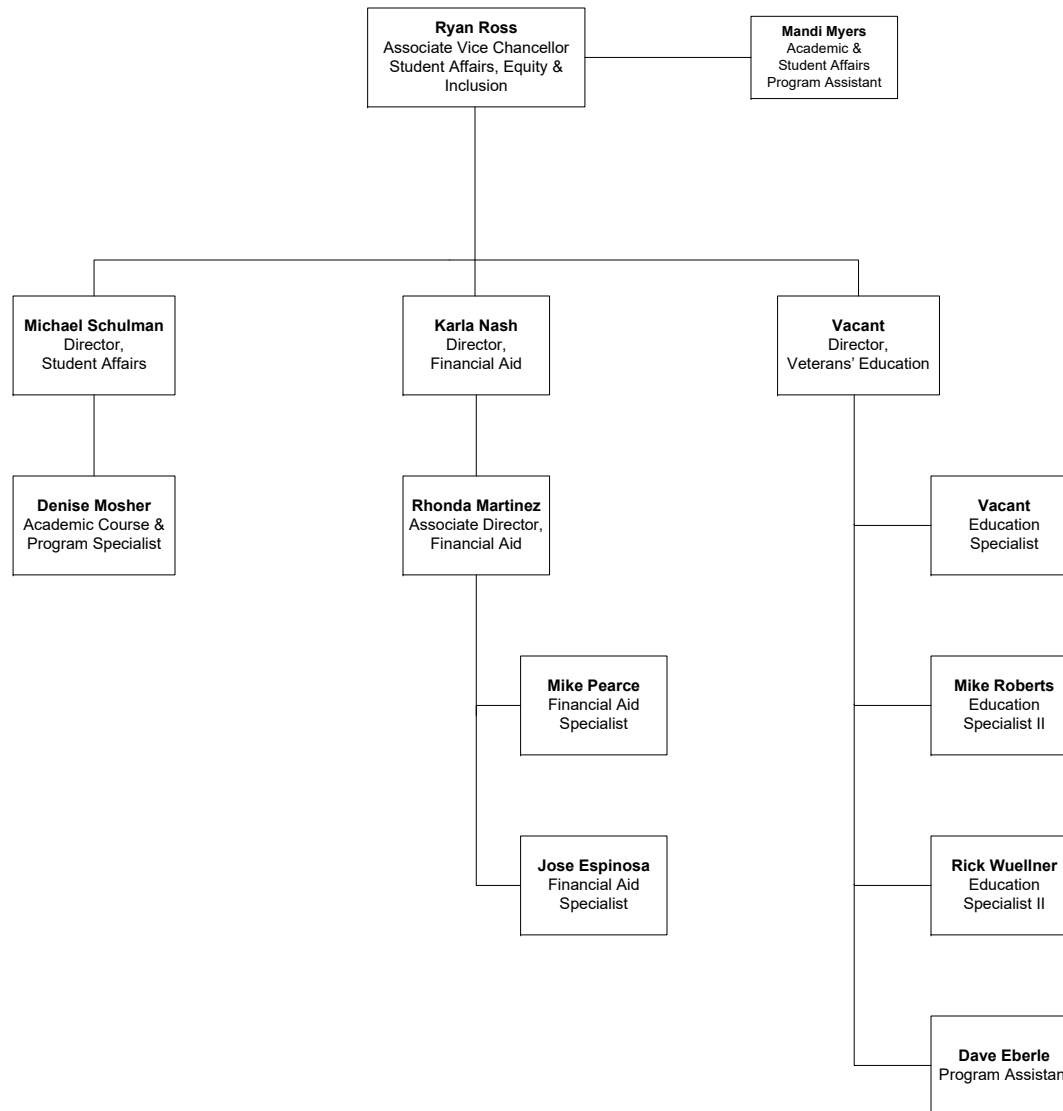 Ryan Ross
Associate Vice Chancellor
Student Affairs, Equity &
Inclusion
Mandi Myers
Academic &
Student Affairs
Program Assistant
Michael Schulman
Director,
Student Affairs
Karla Nash
Director,
Financial Aid
Vacant
Director,
Veterans’ Education
Denise Mosher
Academic Course &
Program Specialist
Rhonda Martinez
Associate Director,
Financial Aid
Vacant
Education
Specialist
Mike Pearce
Financial Aid
Specialist
Mike Roberts
Education
Specialist II
Jose Espinosa
Financial Aid
Specialist
Rick Wuellner
Education
Specialist II
Dave Eberle
Program Assistan